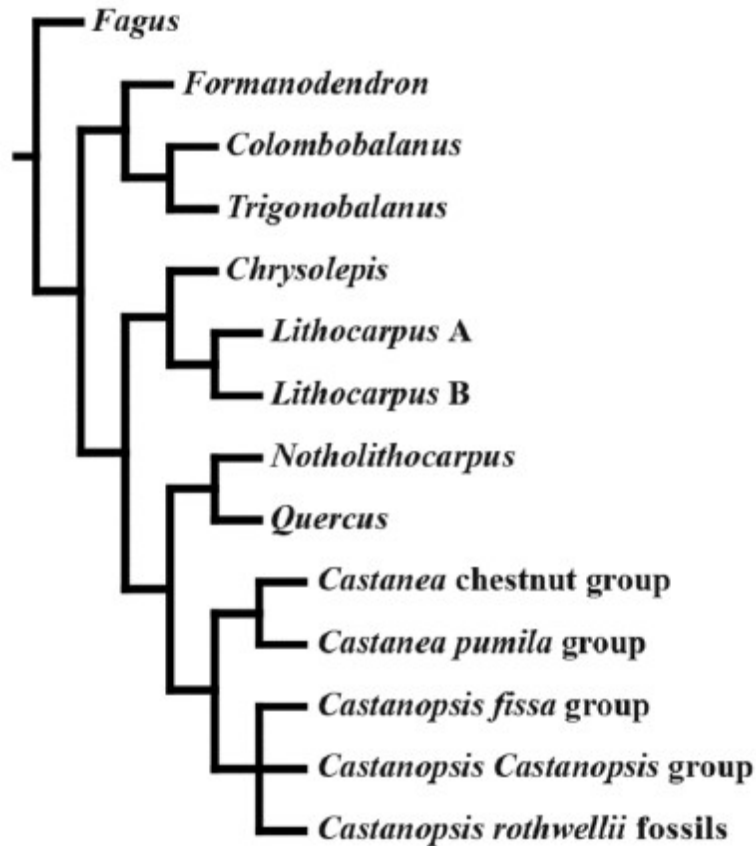 Fagus
Formanodendron
Colombobalanus
Trigonobalanus
Chrysolepis
Lithocarpus A
Lithocarpus B
Notholithocarpus
Quercus
Castanea chestnut group
Castanea pumila group
Castanopsis fissa group
Castanopsis Castanopsis group
Castanopsis rothwellii fossils